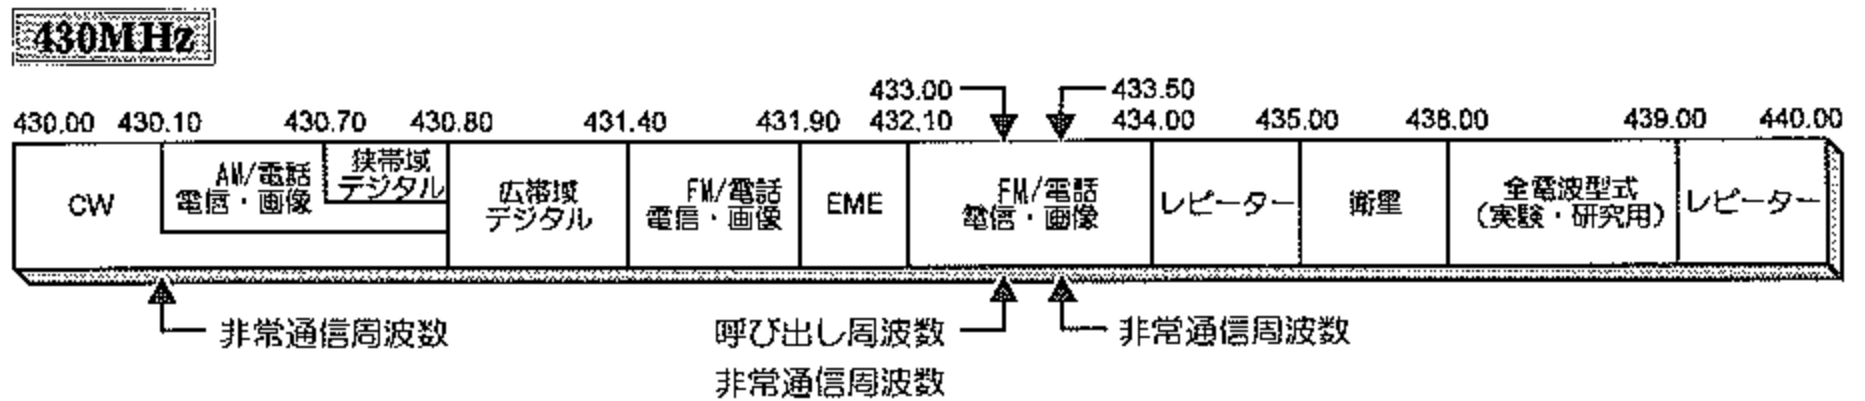 430MHz
433.00 433.50
430.00 430.10 430.70 430.80 431.40 431.90 432.10 434.00 435.00 438.00 439.00 440.00
CW
AM/電話
電信・画像
狭帯域
デジタル
広帯域
デジタル
FM/電話
電信・画像
EME
FM/電話
電信・画像
レピーター
衛星
全電波型式
(実験・研究用)
レピーター
非常通信周波数
呼び出し周波数
非常通信周波数
非常通信周波数